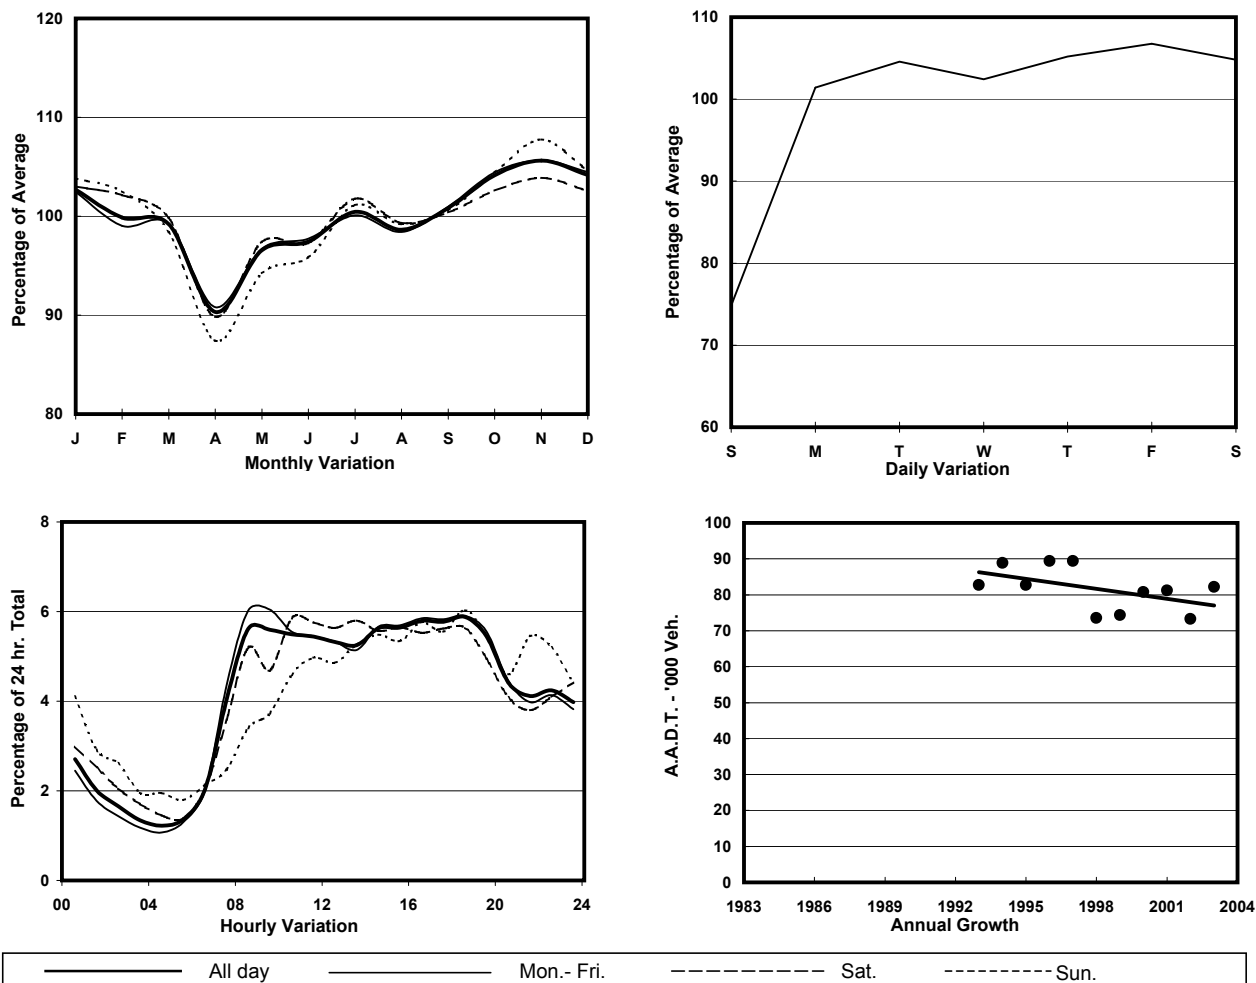 120
110
100
90
80
Percentage of Average
J F M A M J J A S O N D
Monthly Variation
110
100
90
80
70
60
Percentage of Average
S M T W T F S
Daily Variation
8
6
4
2
0
Percentage of 24 hr. Total
00 04 08 12 16 20 24
Hourly Variation
100
90
80
70
60
50
40
30
20
10
0
A.A.D.T. - '000 Veh.
1983 1986 1989 1992 1995 1998 2001 2004
Annual Growth
All day Mon.- Fri. Sat. Sun.